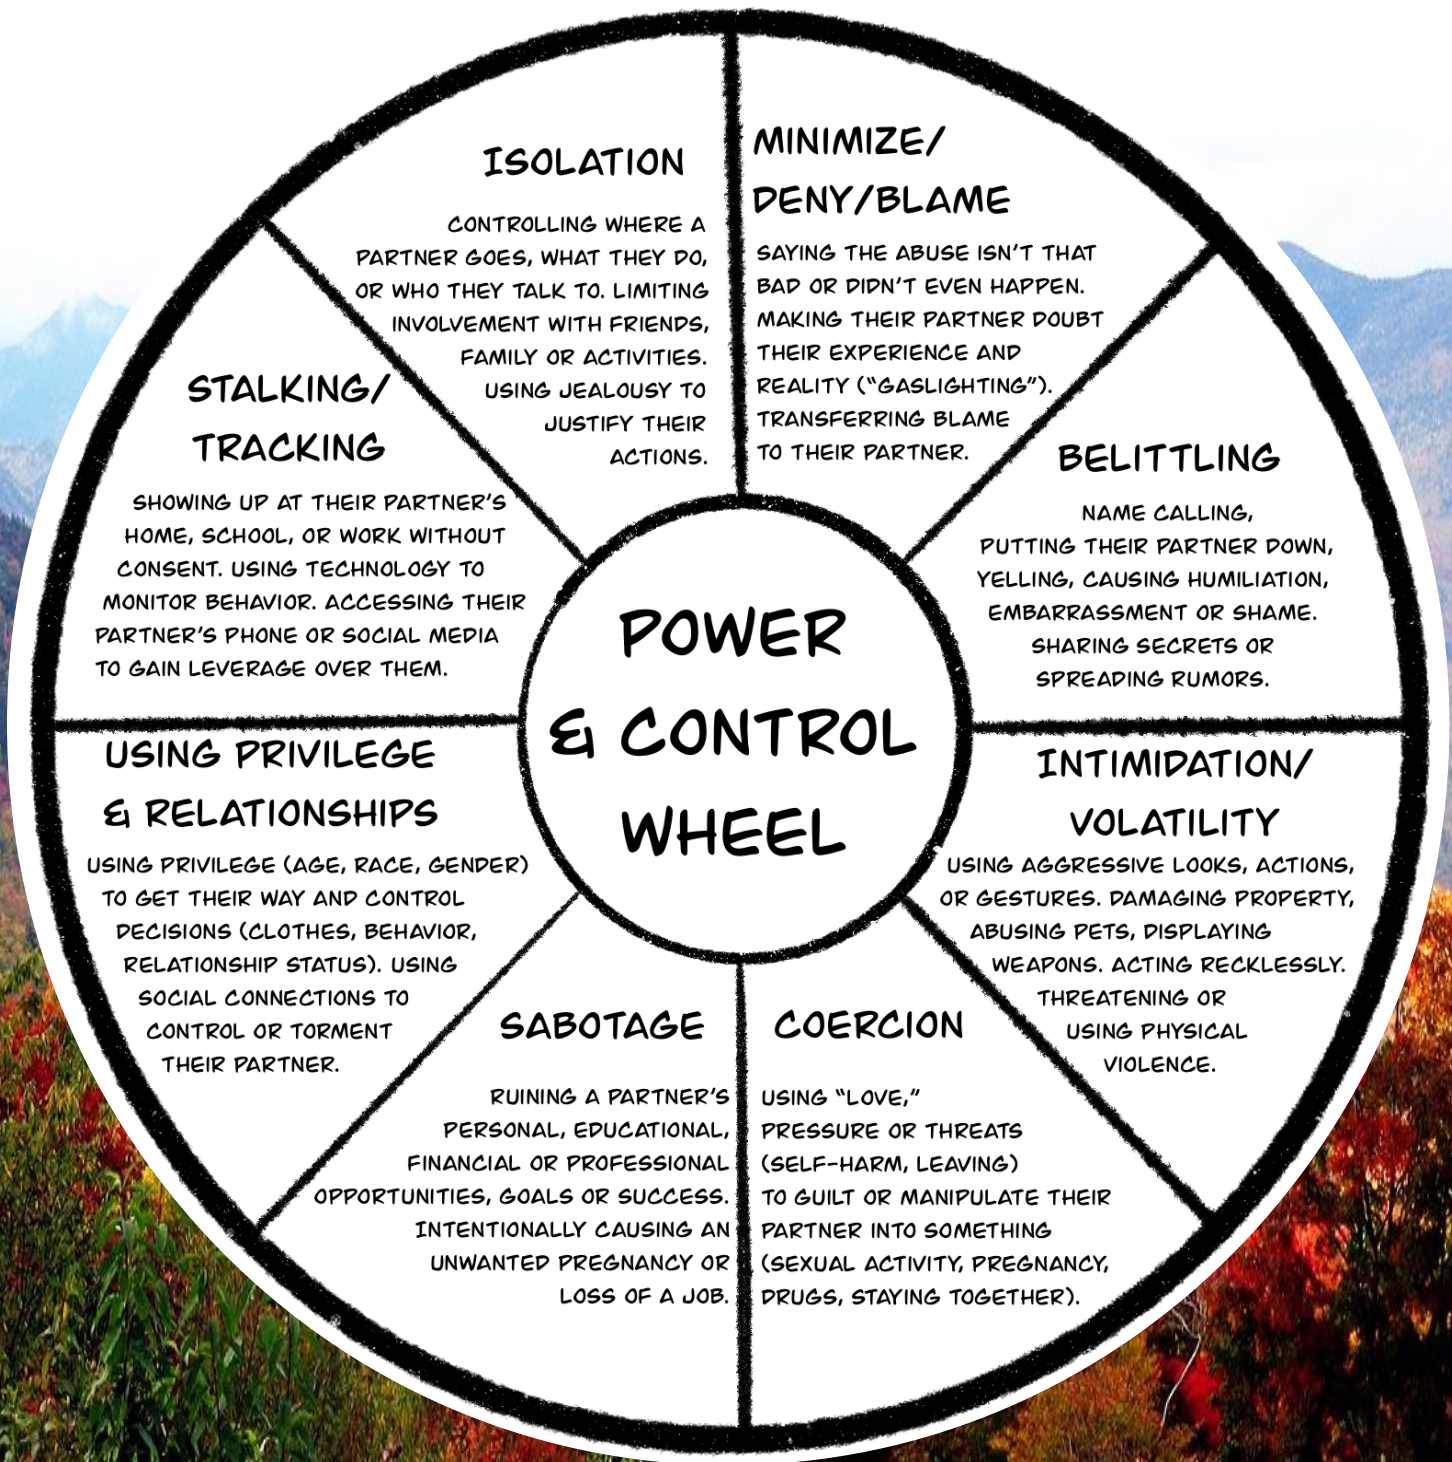 ISOLATION
CONTROLLING WHERE A
PARTNER GOES, WHAT THEY DO,
OR WHO THEY TALK TO. LIMITING
INVOLVEMENT WITH FRIENDS,
FAMILY OR ACTIVITIES.
USING JEALOUSY TO
JUSTIFY THEIR
ACTIONS.
MINIMIZE/
DENY/BLAME
SAYING THE ABUSE ISN'T THAT
BAD OR DIDN'T EVEN HAPPEN.
MAKING THEIR PARTNER DOUBT
THEIR EXPERIENCE AND
REALITY ("GASLIGHTING").
TRANSFERRING BLAME
TO THEIR PARTNER.
BELITTLING
NAME CALLING,
PUTTING THEIR PARTNER DOWN,
YELLING, CAUSING HUMILIATION,
EMBARRASSMENT OR SHAME.
SHARING SECRETS OR
SPREADING RUMORS.
INTIMIDATION/
VOLATILITY
USING AGGRESSIVE LOOKS, ACTIONS,
OR GESTURES. DAMAGING PROPERTY,
ABUSING PETS, DISPLAYING
WEAPONS. ACTING RECKLESSLY.
THREATENING OR
USING PHYSICAL
VIOLENCE.
COERCION
USING "LOVE,"
PRESSURE OR THREATS
(SELF-HARM, LEAVING)
TO GUILT OR MANIPULATE THEIR
PARTNER INTO SOMETHING
(SEXUAL ACTIVITY, PREGNANCY,
DRUGS, STAYING TOGETHER).
SABOTAGE
RUINING A PARTNER'S
PERSONAL, EDUCATIONAL,
FINANCIAL OR PROFESSIONAL
OPPORTUNITIES, GOALS OR SUCCESS.
INTENTIONALLY CAUSING AN
UNWANTED PREGNANCY OR
LOSS OF A JOB.
USING PRIVILEGE
& RELATIONSHIPS
USING PRIVILEGE (AGE, RACE, GENDER)
TO GET THEIR WAY AND CONTROL
DECISIONS (CLOTHES, BEHAVIOR,
RELATIONSHIP STATUS). USING
SOCIAL CONNECTIONS TO
CONTROL OR TORMENT
THEIR PARTNER.
STALKING/
TRACKING
SHOWING UP AT THEIR PARTNER'S
HOME, SCHOOL, OR WORK WITHOUT
CONSENT. USING TECHNOLOGY TO
MONITOR BEHAVIOR. ACCESSING THEIR
PARTNER'S PHONE OR SOCIAL MEDIA
TO GAIN LEVERAGE OVER THEM.
POWER
& CONTROL
WHEEL